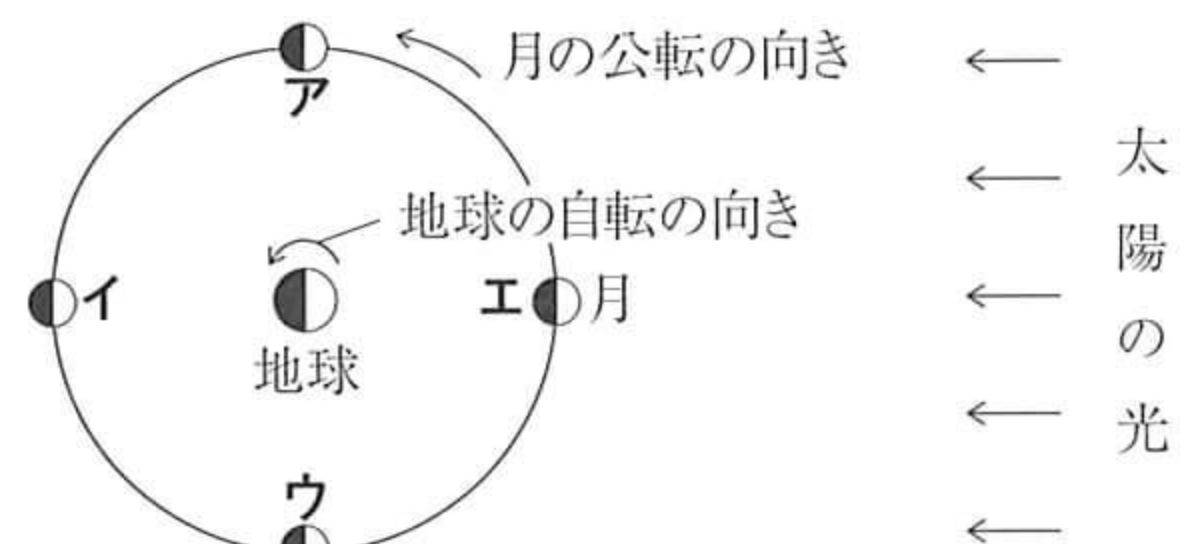 月の公転の向き
ア
地球の自転の向き
イ
エ
月
地球
ウ
太陽の光